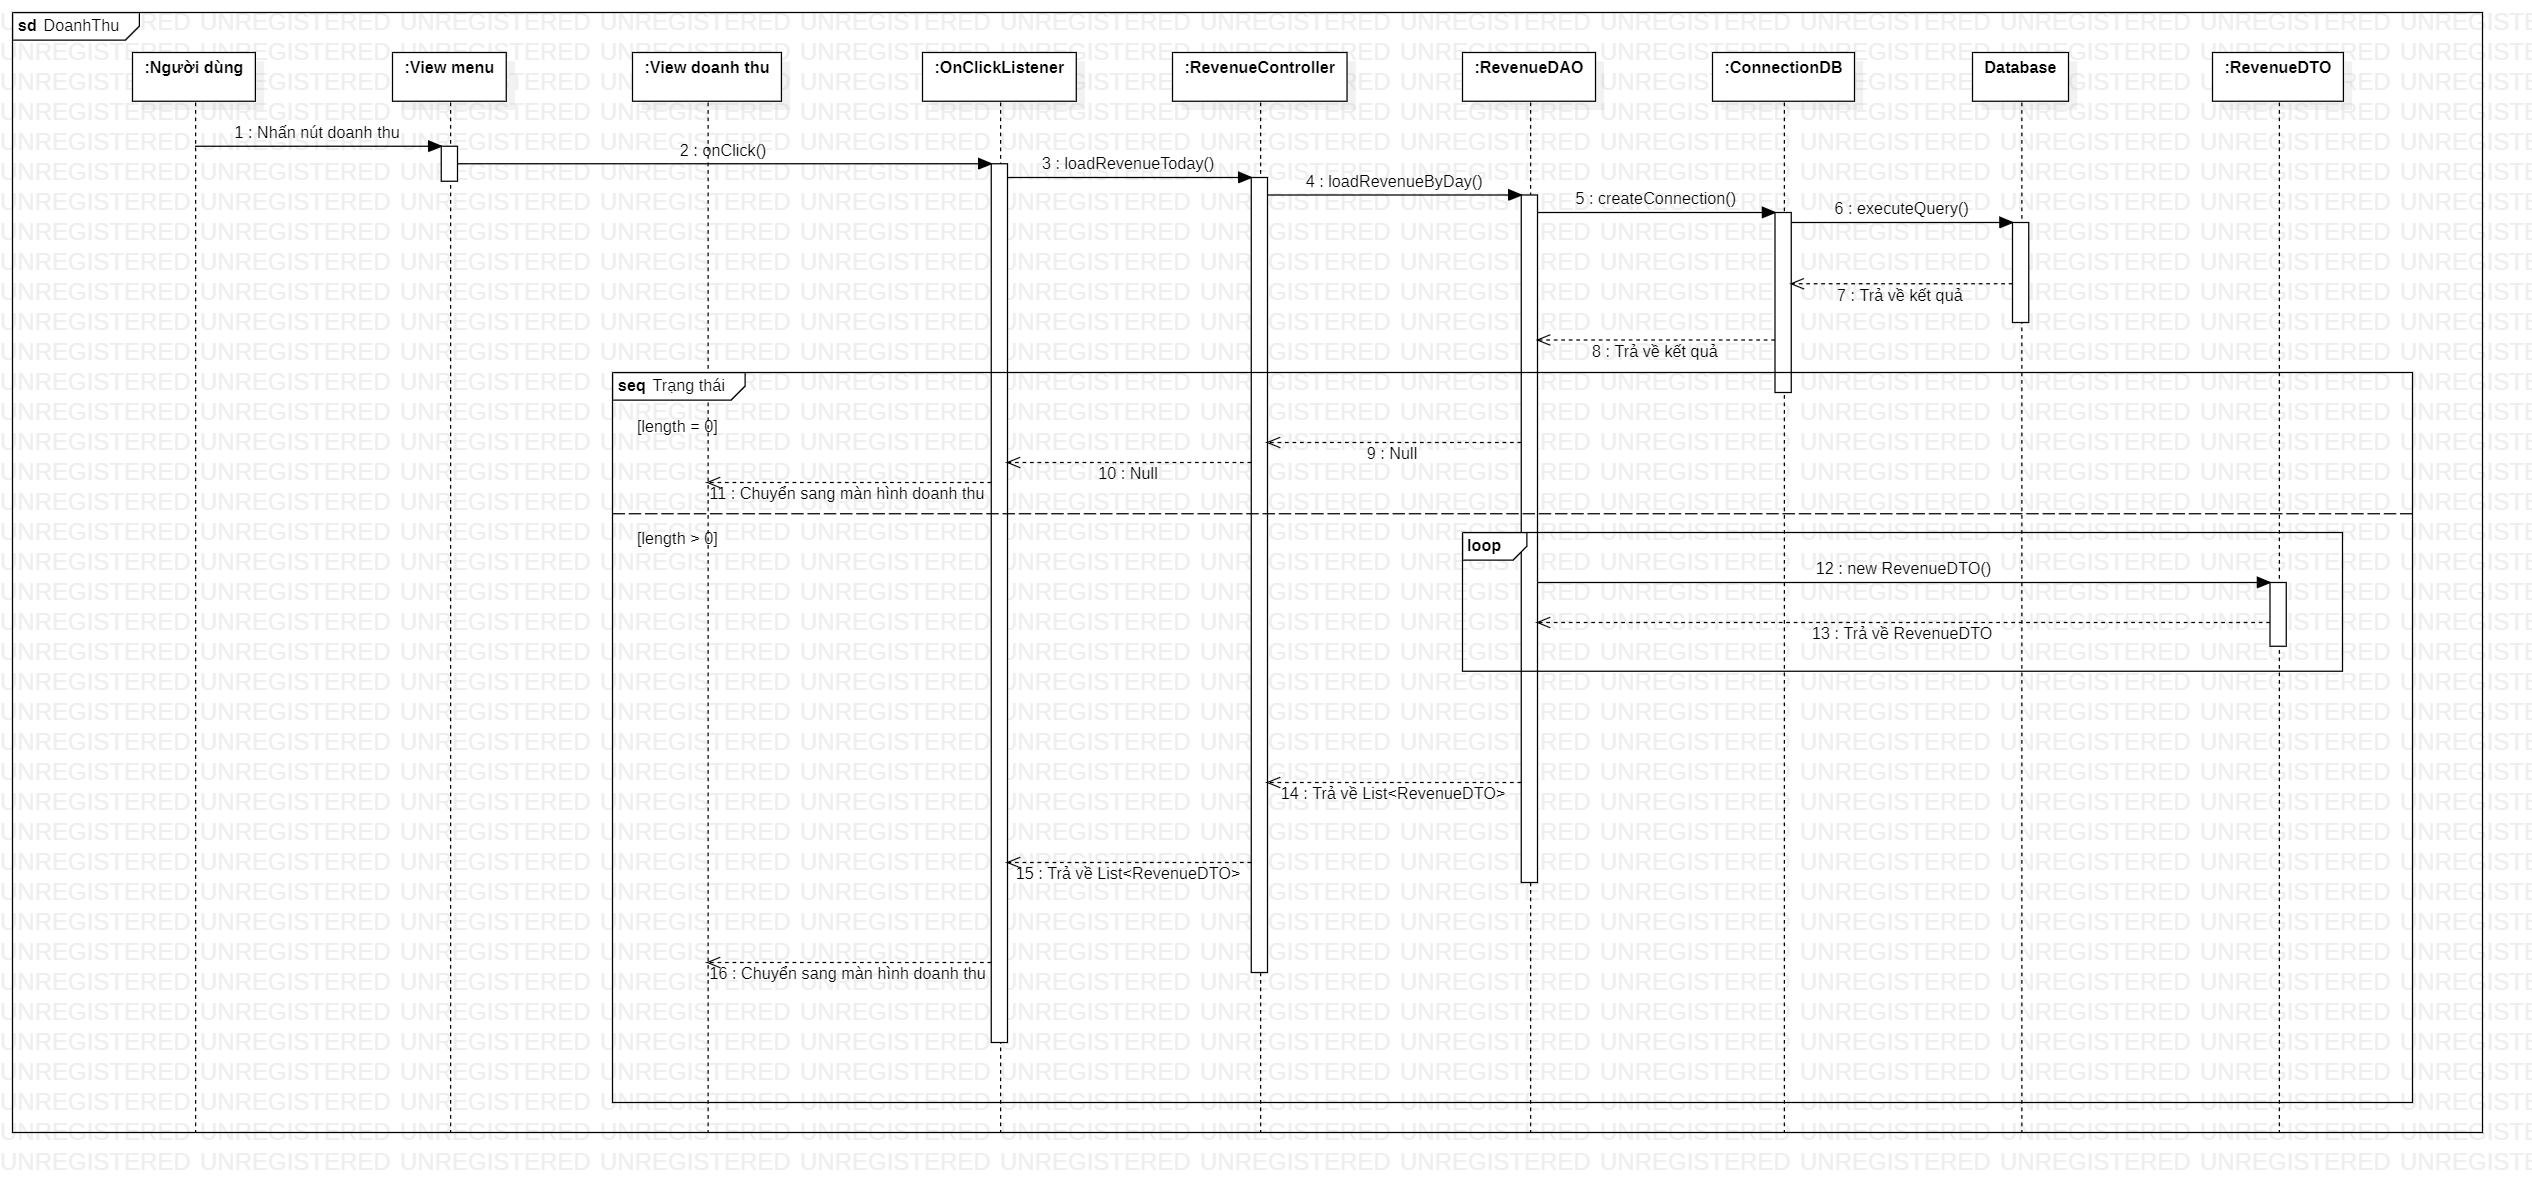 sd DoanhThu
:Người dùng
:View menu
:View doanh thu
:OnClickListener
:RevenueController
:RevenueDAO
:ConnectionDB
Database
:RevenueDTO
1 : Nhấn nút doanh thu
2 : onClick()
3 : loadRevenueToday()
4 : loadRevenueByDay()
5 : createConnection()
6 : executeQuery()
7 : Trả về kết quả
8 : Trả về kết quả
seq Trạng thái
[length = 0]
9 : Null
10 : Null
11 : Chuyển sang màn hình doanh thu
[length > 0]
loop
12 : new RevenueDTO()
13 : Trả về RevenueDTO
14 : Trả về List<RevenueDTO>
15 : Trả về List<RevenueDTO>
16 : Chuyển sang màn hình doanh thu
UNREGISTERED